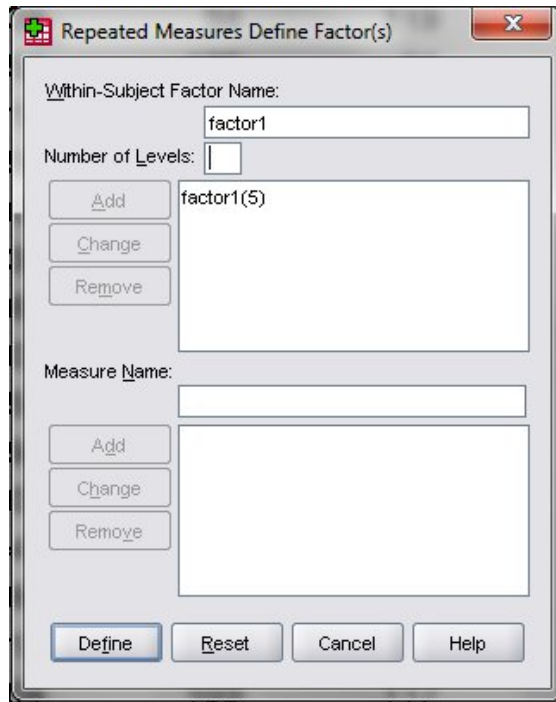 Repeated Measures Define Factor(s)
Within-Subject Factor Name:
factor1
Number of Levels:
Add
factor1(5)
Change
Remove
Measure Name:
Add
Change
Remove
Define Reset Cancel Help